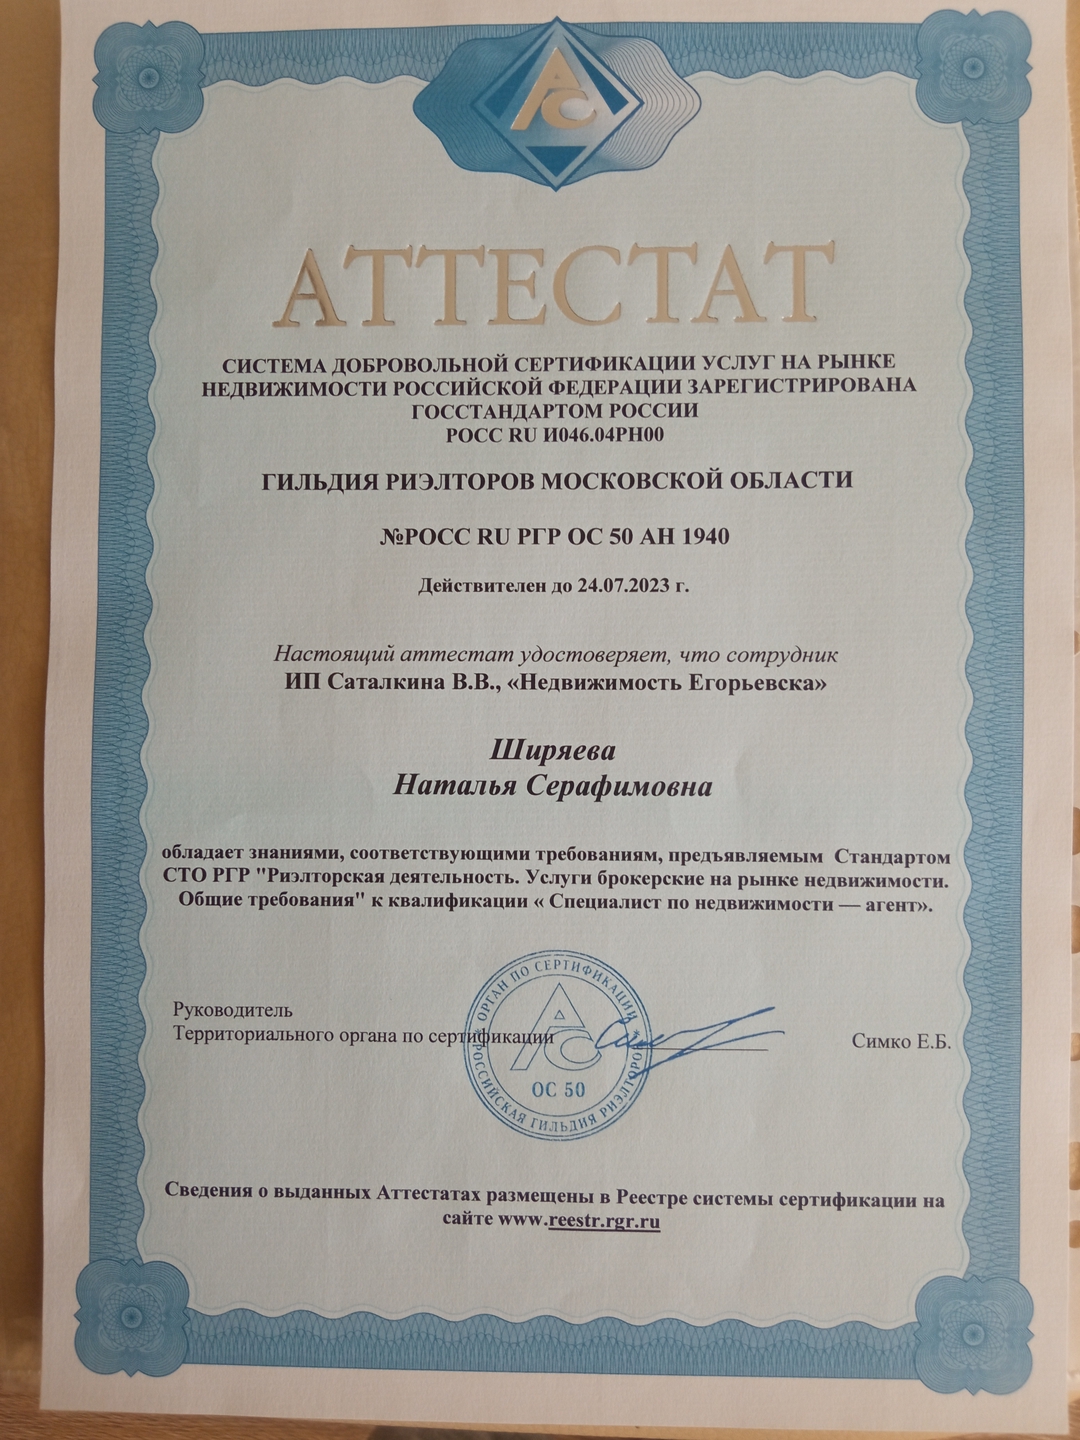 АС
АТТЕСТАТ
СИСТЕМА ДОБРОВОЛЬНОЙ СЕРТИФИКАЦИИ УСЛУГ НА РЫНКЕ
НЕДВИЖИМОСТИ РОССИЙСКОЙ ФЕДЕРАЦИИ ЗАРЕГИСТРИРОВАНА
ГОССТАНДАРТОМ РОССИИ
РОСС RU И046.04РН00
ГИЛЬДИЯ РИЭЛТОРОВ МОСКОВСКОЙ ОБЛАСТИ
№РОСС RU РГР ОС 50 АН 1940
Действителен до 24.07.2023 г.
Настоящий аттестат удостоверяет, что сотрудник
ИП Саталкина В.В., «Недвижимость Егорьевска»
Ширяева
Наталья Серафимовна
обладает знаниями, соответствующими требованиям, предъявляемым Стандартом
СТО РГР "Риэлторская деятельность. Услуги брокерские на рынке недвижимости.
Общие требования" к квалификации « Специалист по недвижимости — агент».
Руководитель
Территориального органа по сертификации
Симко Е.Б.
ОРГАН ПО СЕРТИФИКАЦИИ
* РОССИЙСКАЯ ГИЛЬДИЯ РИЭЛТОРОВ *
АС
ОС 50
Сведения о выданных Аттестатах размещены в Реестре системы сертификации на
сайте www.reestr.rgr.ru